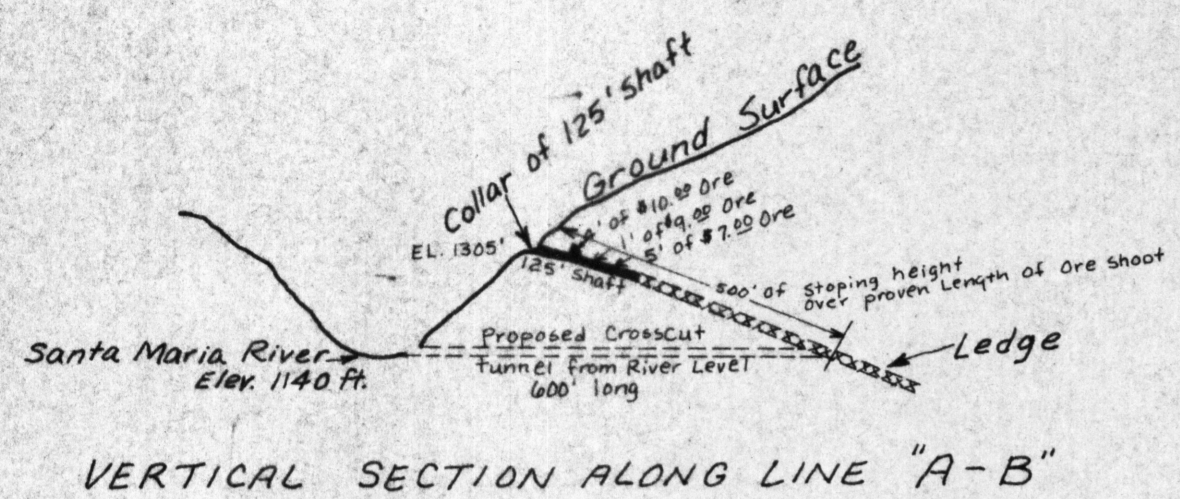 Collar of 125' Shaft
Ground Surface
' of $10.00 Ore
1' of $9.00 Ore
5' of $7.00 Ore
EL. 1305'
125' Shaft
500' of Stoping height
over proven Length of Ore Shoot
Proposed CrossCut
tunnel from River Level
600' long
Ledge
Santa Maria River
Elev. 1140 ft.
VERTICAL SECTION ALONG LINE "A-B"